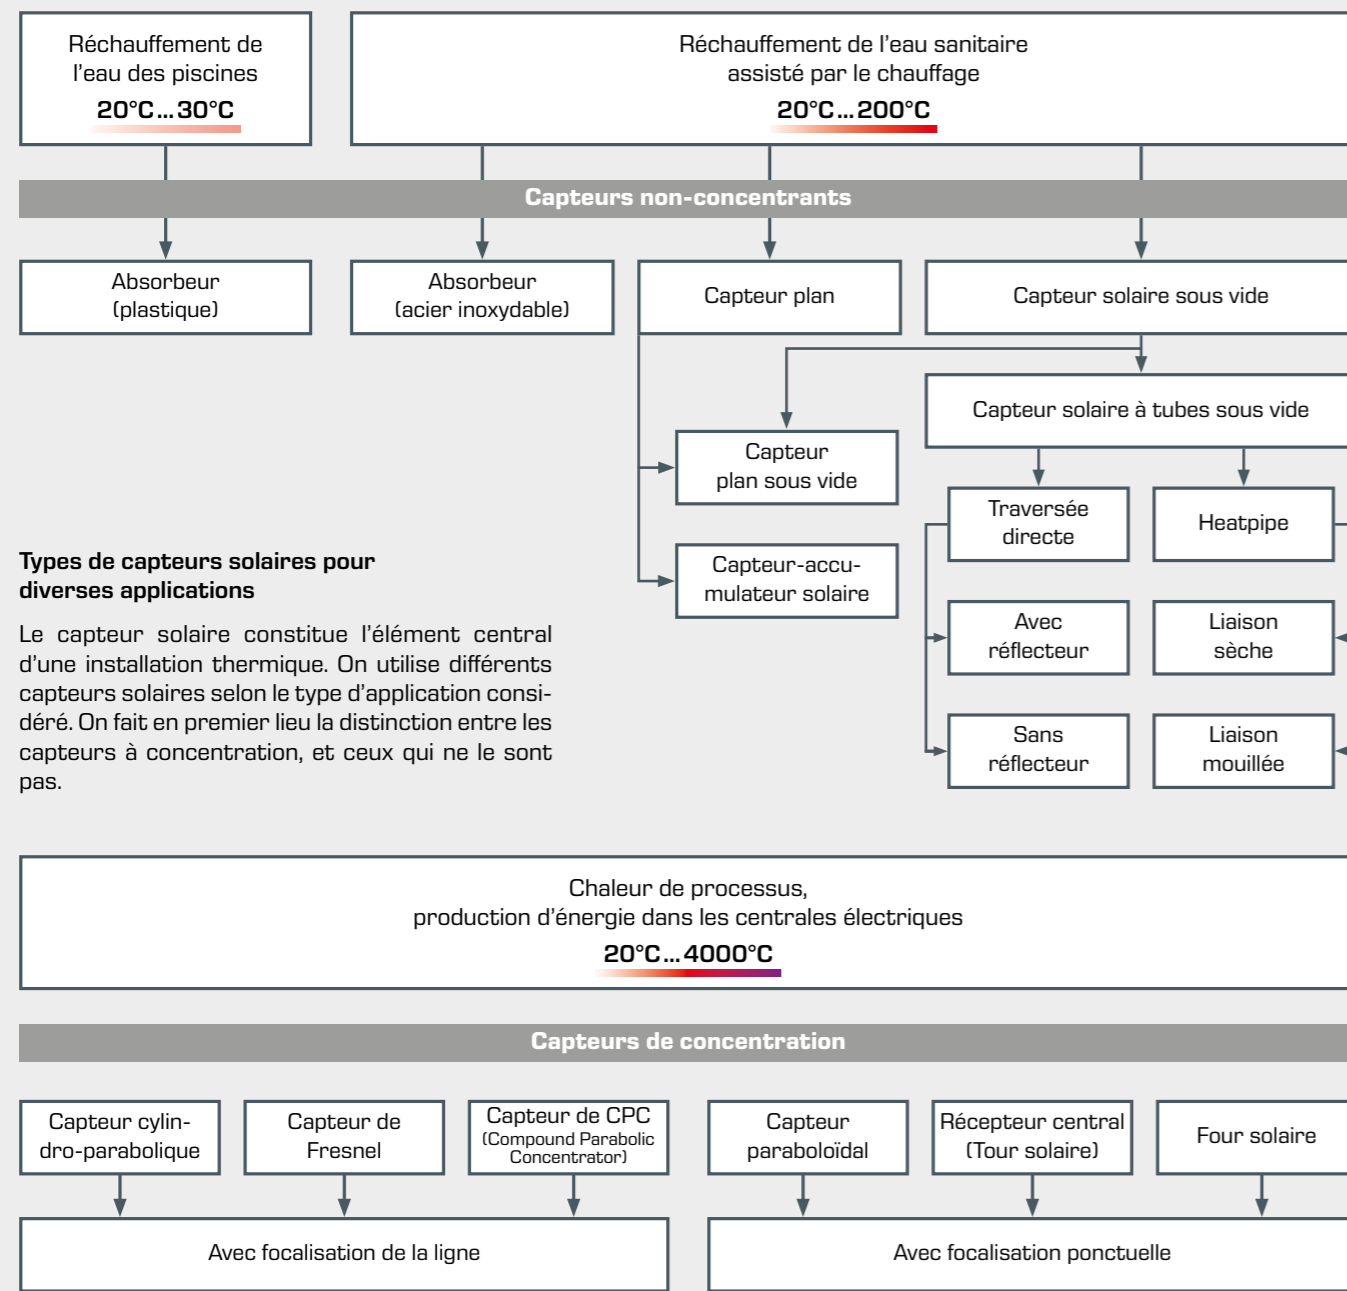 Réchauffement de
l'eau des piscines
20°C...30°C
Réchauffement de l'eau sanitaire
assisté par le chauffage
20°C...200°C
Capteurs non-concentrants
Absorbeur
(plastique)
Absorbeur
(acier inoxydable)
Capteur plan
Capteur solaire sous vide
Capteur solaire à tubes sous vide
Capteur
plan sous vide
Traversée
directe
Heatpipe
Capteur-accu-
mulateur solaire
Avec
réflecteur
Liaison
sèche
Sans
réflecteur
Liaison
mouillée
Types de capteurs solaires pour
diverses applications
Le capteur solaire constitue l'élément central
d'une installation thermique. On utilise différents
capteurs solaires selon le type d'application consi-
déré. On fait en premier lieu la distinction entre les
capteurs à concentration, et ceux qui ne le sont
pas.
Chaleur de processus,
production d'énergie dans les centrales électriques
20°C...4000°C
Capteurs de concentration
Capteur cylin-
dro-parabolique
Capteur de
Fresnel
Capteur de CPC
(Compound Parabolic
Concentrator)
Capteur
paraboloïdal
Récepteur central
(Tour solaire)
Four solaire
Avec focalisation de la ligne
Avec focalisation ponctuelle